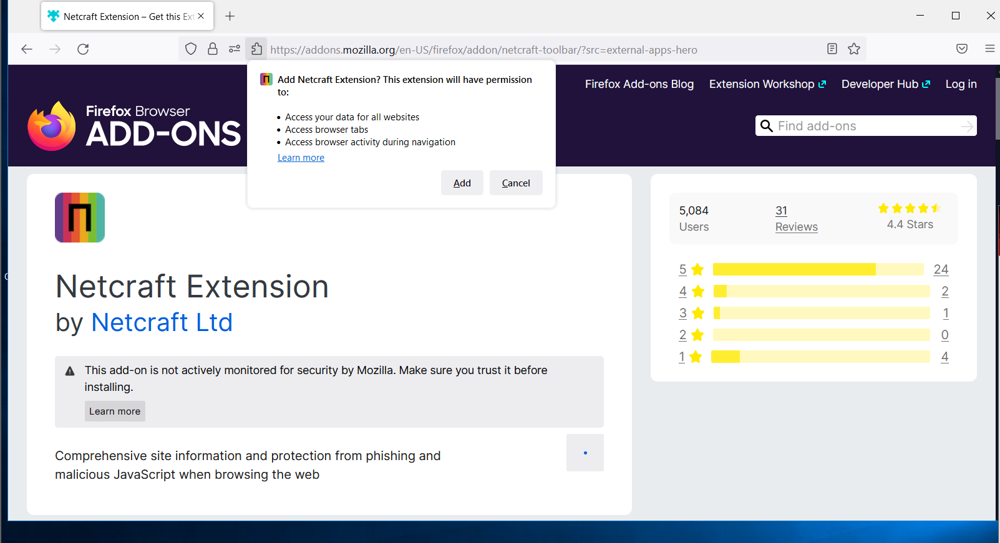 Netcraft Extension – Get this Ext
https://addons.mozilla.org/en-US/firefox/addon/netcraft-toolbar/?src=external-apps-hero
Add Netcraft Extension? This extension will have permission
to:
Access your data for all websites
Access browser tabs
Access browser activity during navigation
Learn more
Add
Cancel
Firefox Add-ons Blog
Extension Workshop
Developer Hub
Log in
Firefox Browser
ADD-ONS
Find add-ons
Netcraft Extension
by Netcraft Ltd
This add-on is not actively monitored for security by Mozilla. Make sure you trust it before
installing.
Learn more
Comprehensive site information and protection from phishing and
malicious JavaScript when browsing the web
5,084
Users
31
Reviews
4.4 Stars
5 24
4 2
3 1
2 0
1 4